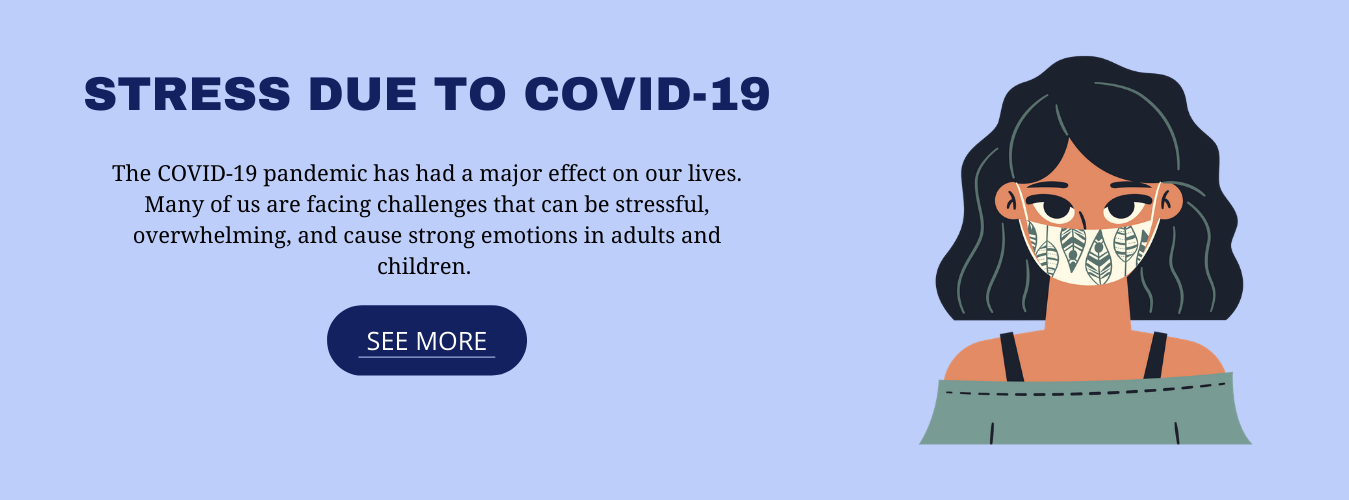 STRESS DUE TO COVID-19
The COVID-19 pandemic has had a major effect on our lives.
Many of us are facing challenges that can be stressful,
overwhelming, and cause strong emotions in adults and
children.
SEE MORE